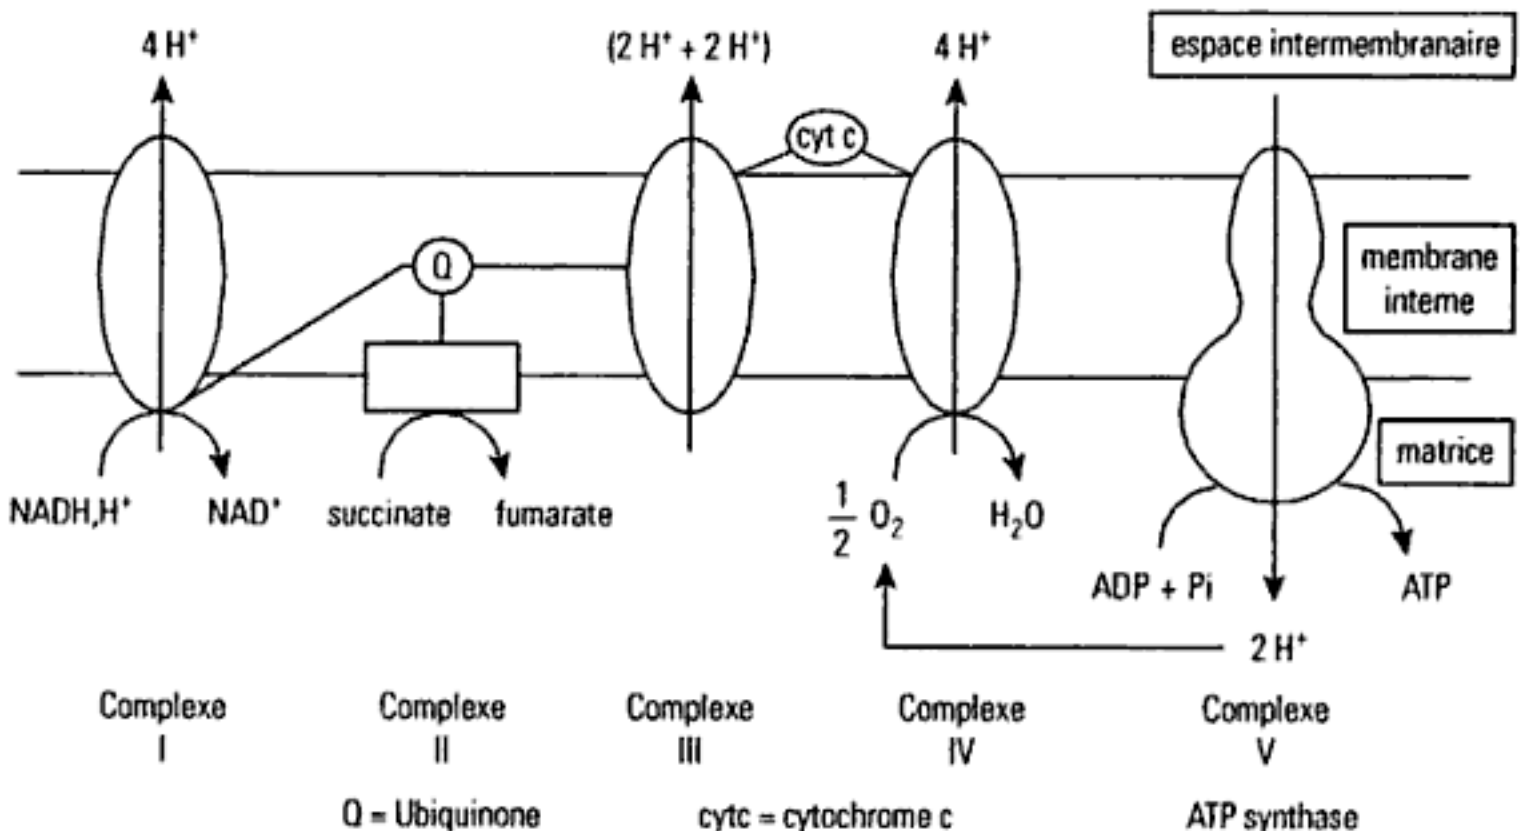 4 H⁺
(2 H⁺ + 2 H⁺)
4 H⁺
espace intermembranaire
cyt c
Q
membrane
interne
matrice
NADH,H⁺
NAD⁺
succinate
fumarate
1/2 O₂
H₂O
ADP + Pi
ATP
2 H⁺
Complexe
I
Complexe
II
Complexe
III
Complexe
IV
Complexe
V
Q = Ubiquinone
cytc = cytochrome c
ATP synthase